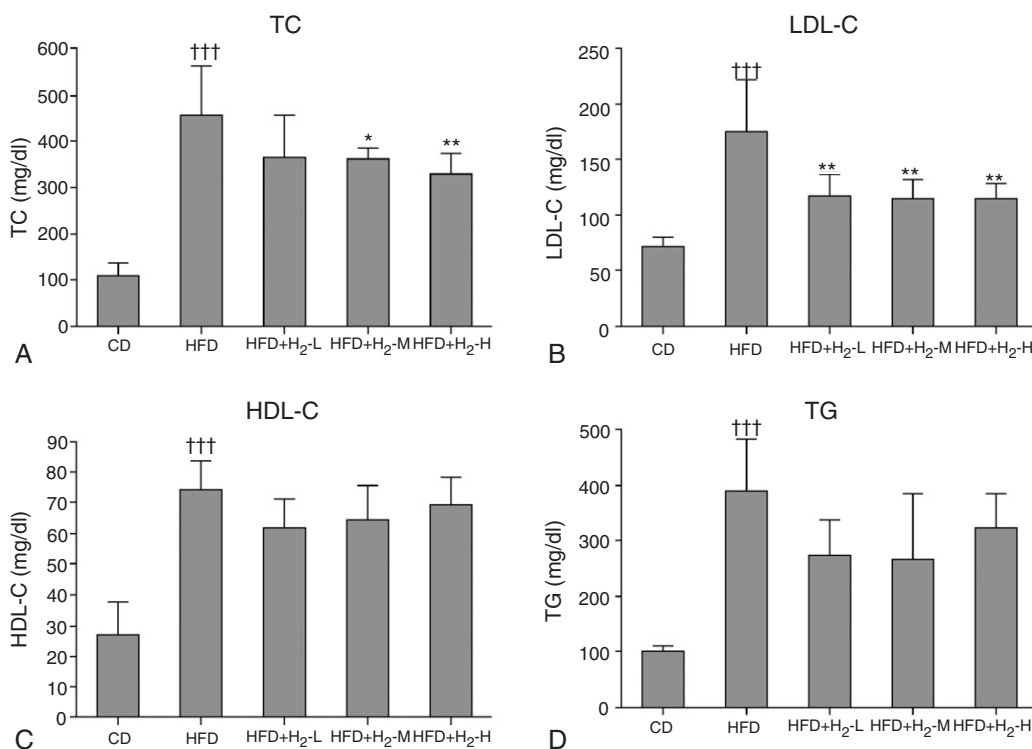 TC
TC (mg/dl)
600
500
400
300
200
100
0
†††
*
**
CD
HFD
HFD+H₂-L
HFD+H₂-M
HFD+H₂-H
A
LDL-C
LDL-C (mg/dl)
250
200
150
100
50
0
†††
**
**
**
CD
HFD
HFD+H₂-L
HFD+H₂-M
HFD+H₂-H
B
HDL-C
HDL-C (mg/dl)
90
80
70
60
50
40
30
20
10
0
†††
CD
HFD
HFD+H₂-L
HFD+H₂-M
HFD+H₂-H
C
TG
TG (mg/dl)
500
400
300
200
100
0
†††
CD
HFD
HFD+H₂-L
HFD+H₂-M
HFD+H₂-H
D